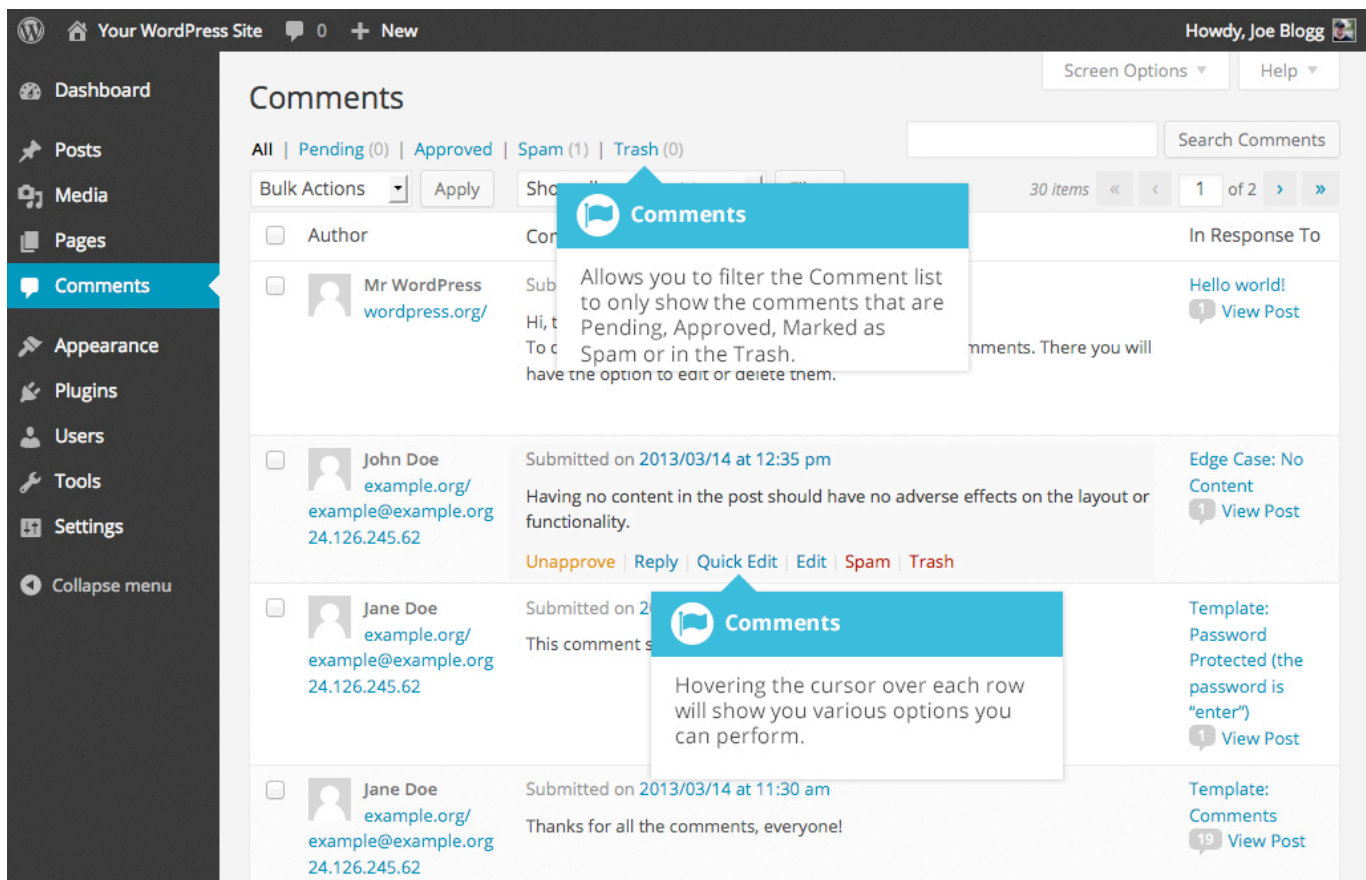 Your WordPress Site 0 + New Howdy, Joe Blogg
Screen Options Help
Dashboard
Posts
Media
Pages
Comments
Appearance
Plugins
Users
Tools
Settings
Collapse menu
Comments
All | Pending (0) | Approved | Spam (1) | Trash (0)
Search Comments
Bulk Actions Apply
30 items « ‹ 1 of 2 › »
Author In Response To
Comments
Allows you to filter the Comment list
to only show the comments that are
Pending, Approved, Marked as
Spam or in the Trash.
Mr WordPress
wordpress.org/
Hi,
To
mments. There you will
have the option to edit or delete them.
Hello world!
1 View Post
John Doe
example.org/
example@example.org
24.126.245.62
Submitted on 2013/03/14 at 12:35 pm
Having no content in the post should have no adverse effects on the layout or
functionality.
Unapprove | Reply | Quick Edit | Edit | Spam | Trash
Edge Case: No
Content
1 View Post
Comments
Hovering the cursor over each row
will show you various options you
can perform.
Jane Doe
example.org/
example@example.org
24.126.245.62
Submitted on
This comment
Template:
Password
Protected (the
password is
“enter”)
1 View Post
Jane Doe
example.org/
example@example.org
24.126.245.62
Submitted on 2013/03/14 at 11:30 am
Thanks for all the comments, everyone!
Template:
Comments
19 View Post